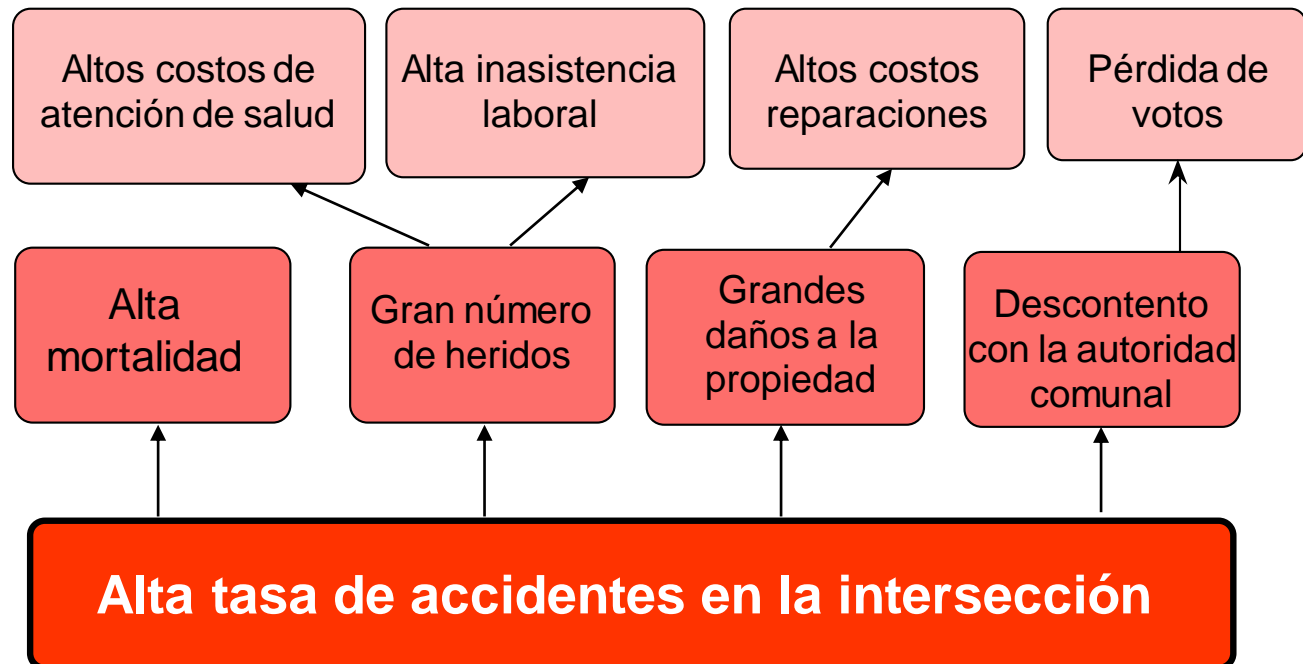 Altos costos de
atención de salud
Alta inasistencia
laboral
Altos costos
reparaciones
Pérdida de
votos
Alta
mortalidad
Gran número
de heridos
Grandes
daños a la
propiedad
Descontento
con la autoridad
comunal
Alta tasa de accidentes en la intersección